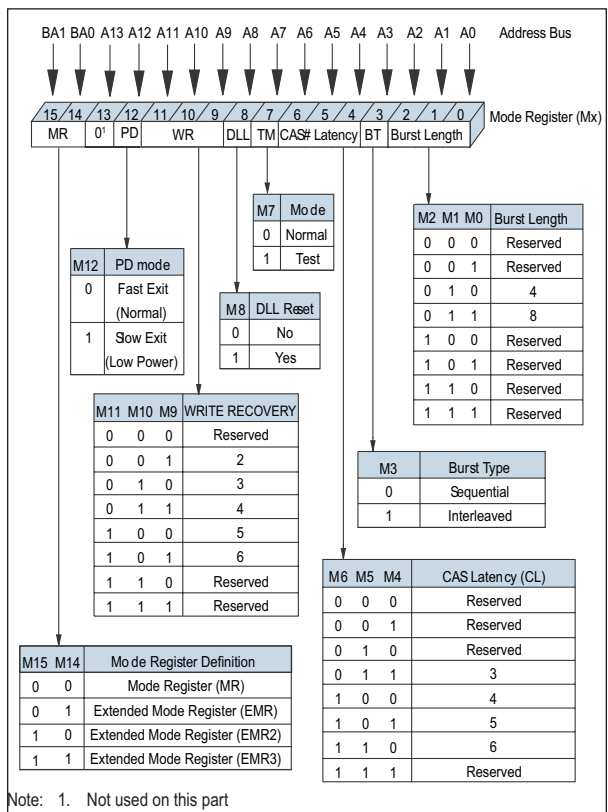 BA1 BA0 A13 A12 A11 A10 A9 A8 A7 A6 A5 A4 A3 A2 A1 A0 Address Bus
15 14 13 12 11 10 9 8 7 6 5 4 3 2 1 0 Mode Register (Mx)
MR 0¹ PD WR DLL TM CAS# Latency BT Burst Length
M7 Mode
0 Normal
1 Test
M2 M1 M0 Burst Length
0 0 0 Reserved
0 0 1 Reserved
0 1 0 4
0 1 1 8
1 0 0 Reserved
1 0 1 Reserved
1 1 0 Reserved
1 1 1 Reserved
M12 PD mode
0 Fast Exit
(Normal)
1 Slow Exit
(Low Power)
M8 DLL Reset
0 No
1 Yes
M11 M10 M9 WRITE RECOVERY
0 0 0 Reserved
0 0 1 2
0 1 0 3
0 1 1 4
1 0 0 5
1 0 1 6
1 1 0 Reserved
1 1 1 Reserved
M3 Burst Type
0 Sequential
1 Interleaved
M6 M5 M4 CAS Latency (CL)
0 0 0 Reserved
0 0 1 Reserved
0 1 0 Reserved
0 1 1 3
1 0 0 4
1 0 1 5
1 1 0 6
1 1 1 Reserved
M15 M14 Mode Register Definition
0 0 Mode Register (MR)
0 1 Extended Mode Register (EMR)
1 0 Extended Mode Register (EMR2)
1 1 Extended Mode Register (EMR3)
Note: 1. Not used on this part